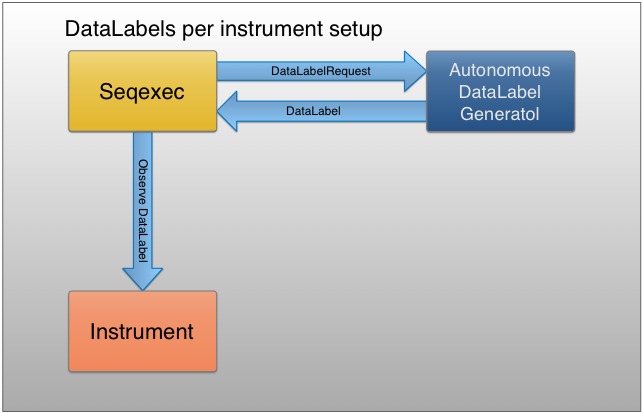 DataLabels per instrument setup
Seqexec
DataLabelRequest
DataLabel
Autonomous
DataLabel
Generatol
Observe DataLabel
Instrument